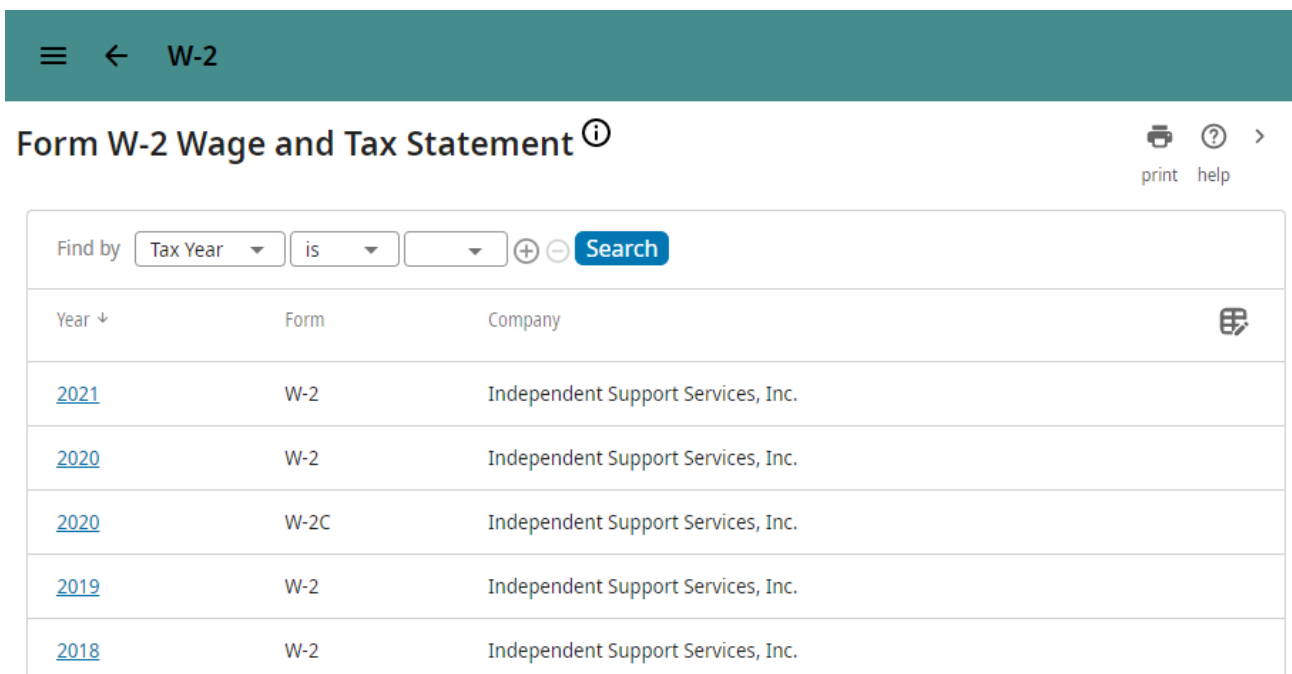 W-2
Form W-2 Wage and Tax Statement
print help
Find by Tax Year is Search
Year Form Company
2021 W-2 Independent Support Services, Inc.
2020 W-2 Independent Support Services, Inc.
2020 W-2C Independent Support Services, Inc.
2019 W-2 Independent Support Services, Inc.
2018 W-2 Independent Support Services, Inc.